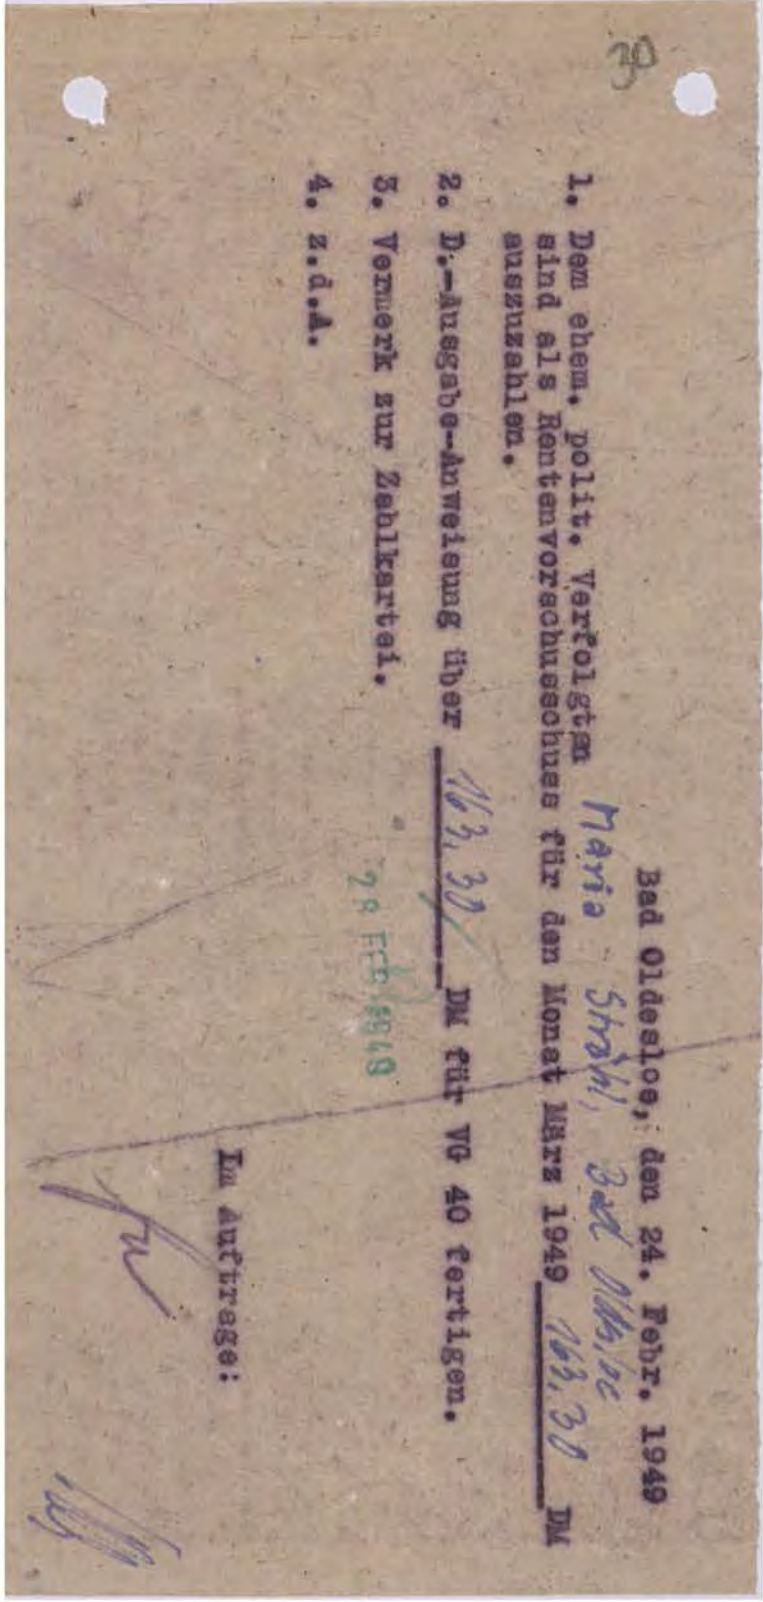 30
Bad Oldesloe, den 24. Febr. 1949
1. Dem ehem. polit. Verfolgten Maria Strähl, Bad Oldesloe
sind als Rentenvorschusschuss für den Monat März 1949 163,30 DM
auszuzahlen.
2. D.-Ausgabe-Anweisung über 163,30 DM für VG 40 fertigen.
3. Vermerk zur Zahlkartei.
28 FEB 1949
4. z.d.A.
Im Auftrage: